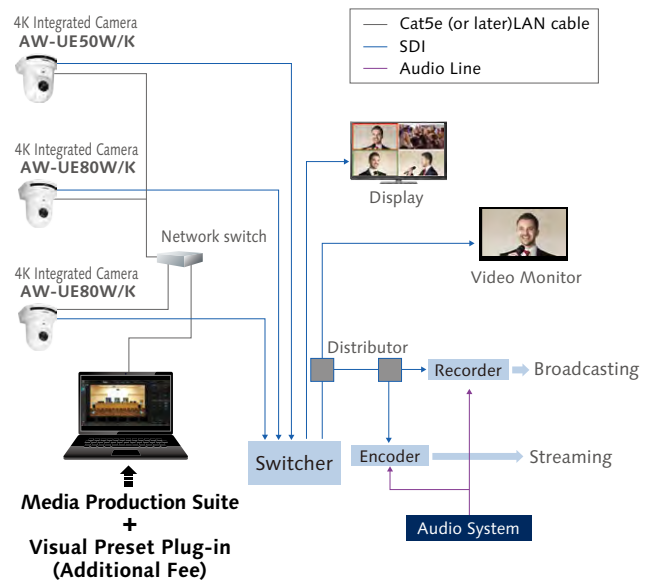 4K Integrated Camera
AW-UE50W/K
4K Integrated Camera
AW-UE80W/K
4K Integrated Camera
AW-UE80W/K
Network switch
Cat5e (or later)LAN cable
SDI
Audio Line
Display
Video Monitor
Distributor
Recorder
Broadcasting
Switcher
Encoder
Streaming
Audio System
Media Production Suite
+
Visual Preset Plug-in
(Additional Fee)